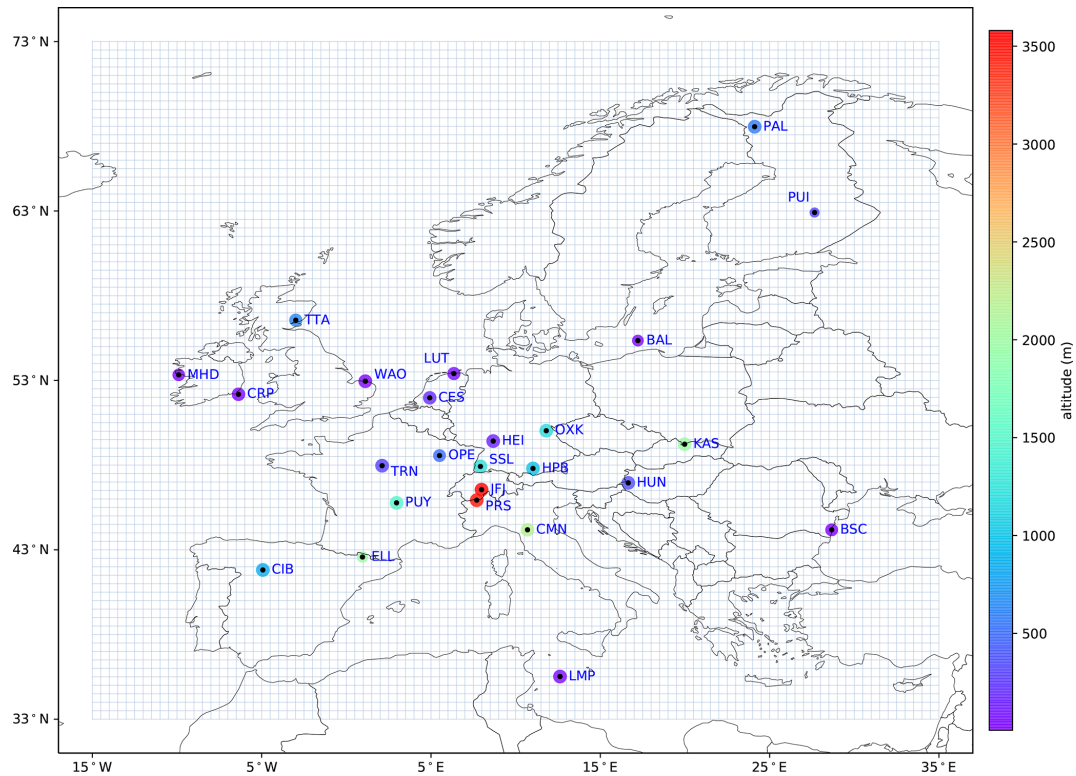 73°N
63°N
53°N
43°N
33°N
15°W
5°W
5°E
15°E
25°E
35°E
PAL
PUI
TTA
BAL
LUT
MHD
WAO
CRP
CES
OXK
HEI
KAS
OPE
SSL
TRN
HPB
HUN
JFJ
PUY
PRS
CMN
BSC
ELL
CIB
LMP
3500
3000
2500
2000
1500
1000
500
altitude (m)